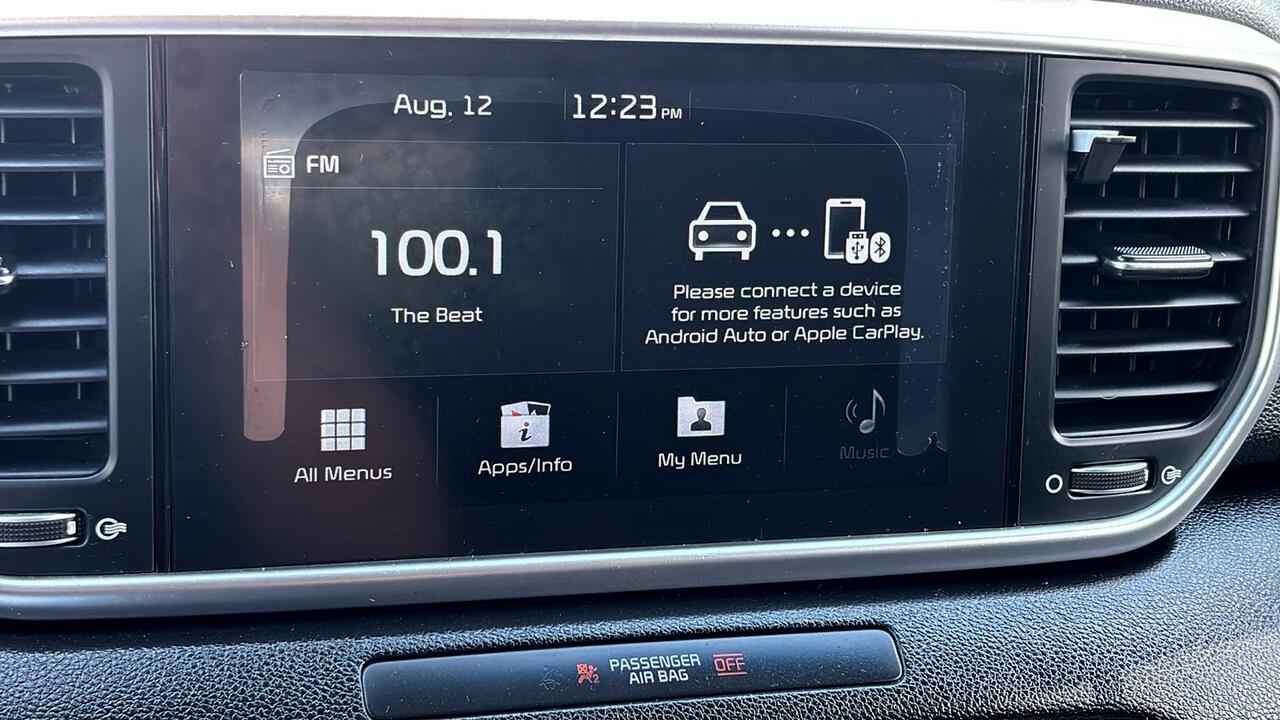 Aug. 12
12:23 PM
FM
100.1
The Beat
Please connect a device
for more features such as
Android Auto or Apple CarPlay.
All Menus
Apps/Info
My Menu
Music
PASSENGER
AIR BAG
OFF